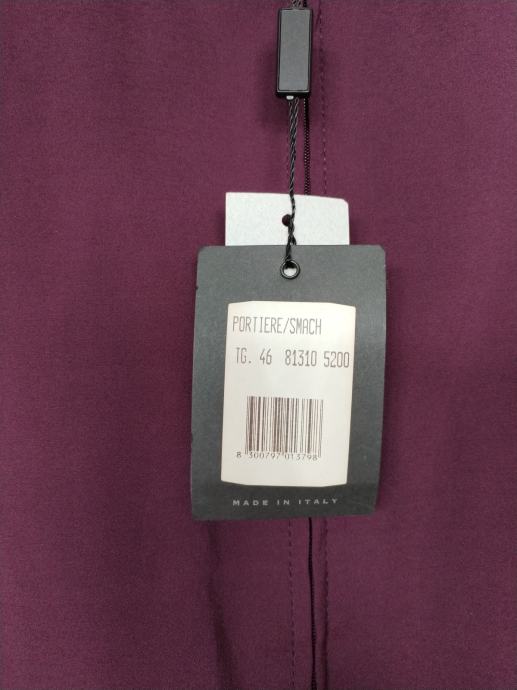 PORTIERE/SMACH
TG. 46 81310 5200
8 300797 013798
MADE IN ITALY